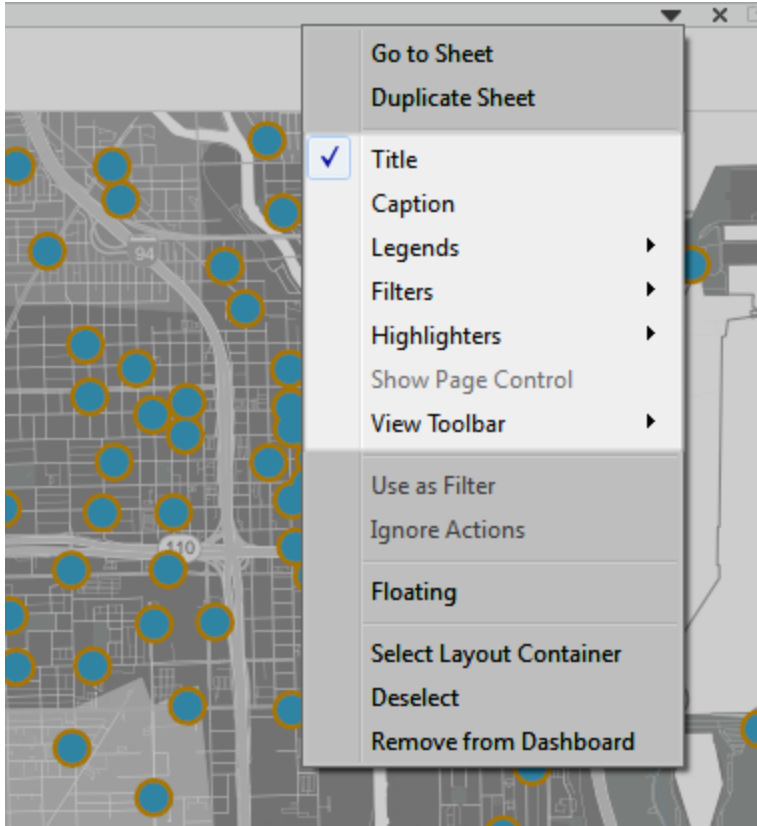 Go to Sheet
Duplicate Sheet
Title
Caption
94
Legends
Filters
Highlighters
Show Page Control
View Toolbar
Use as Filter
Ignore Actions
110
Floating
Select Layout Container
Deselect
Remove from Dashboard